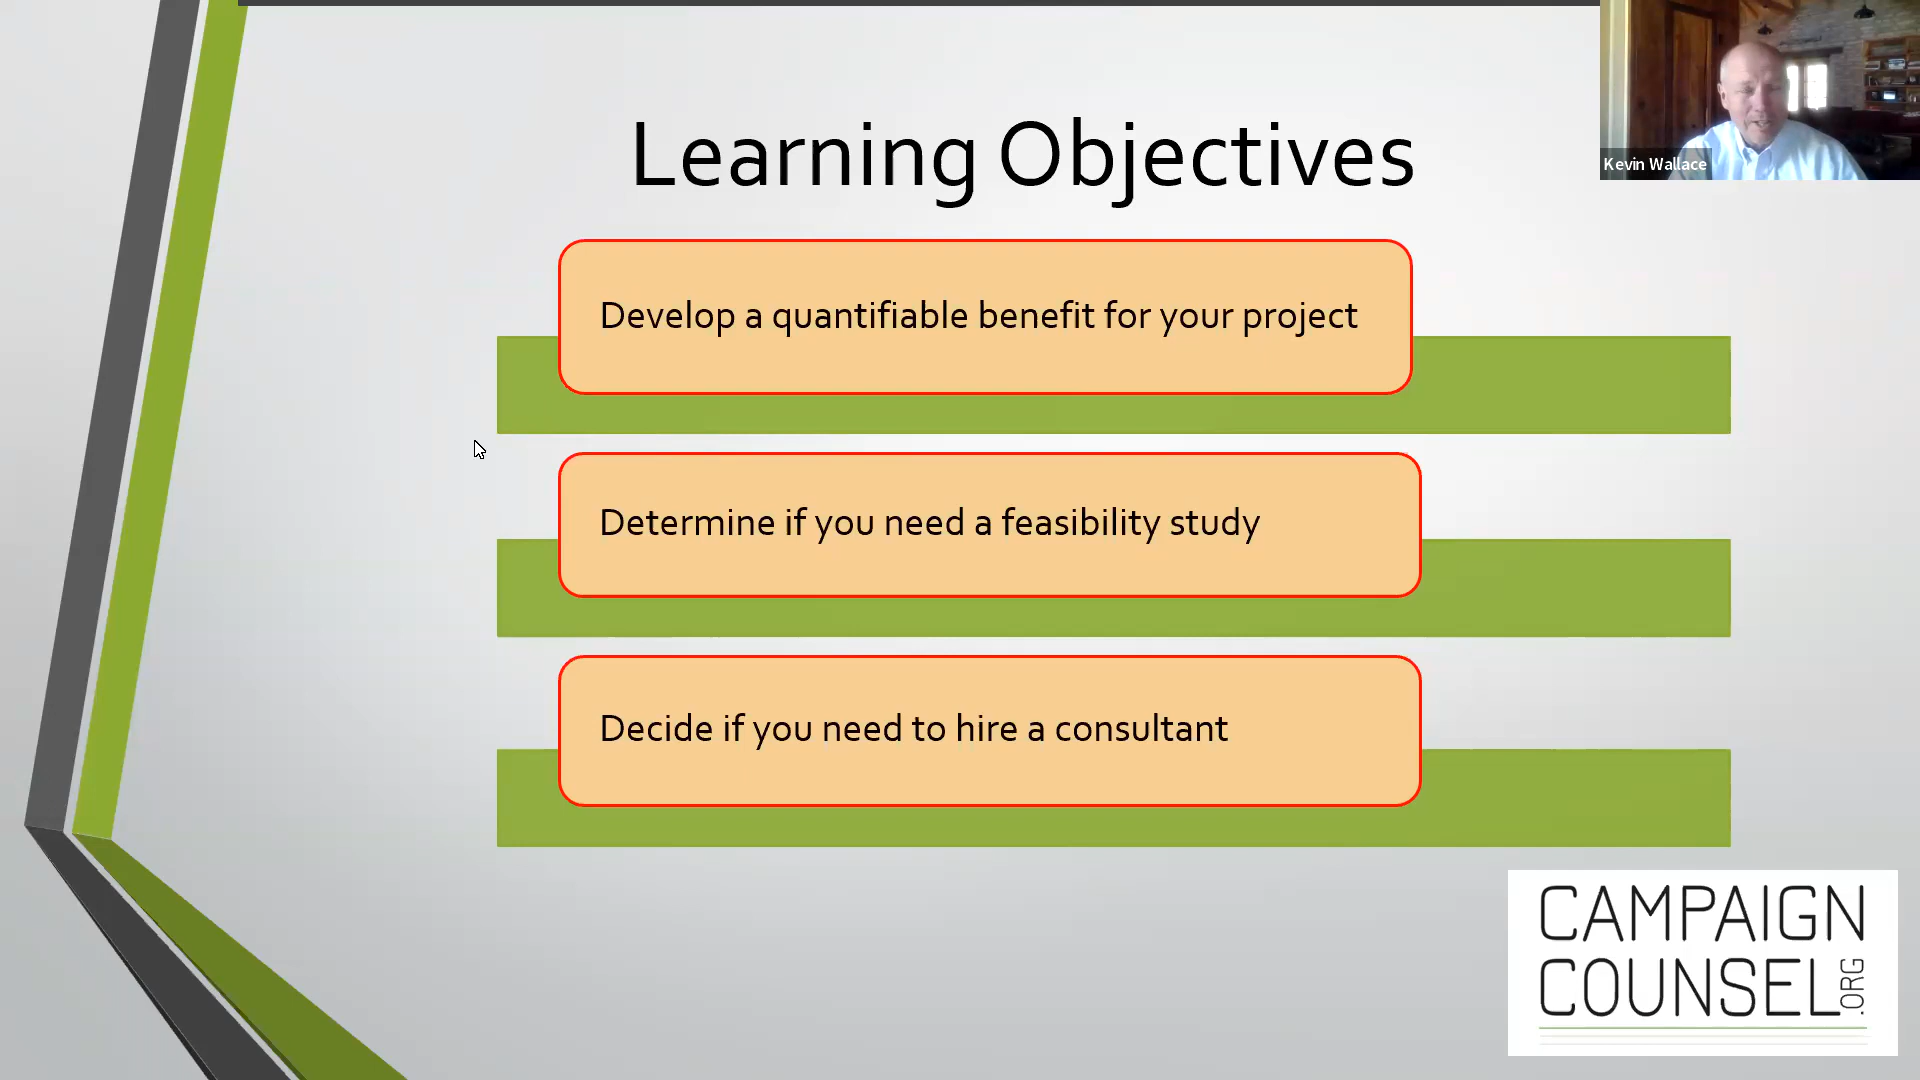 Learning Objectives
Kevin Wallace
Develop a quantifiable benefit for your project
Determine if you need a feasibility study
Decide if you need to hire a consultant
CAMPAIGN
COUNSEL
.ORG